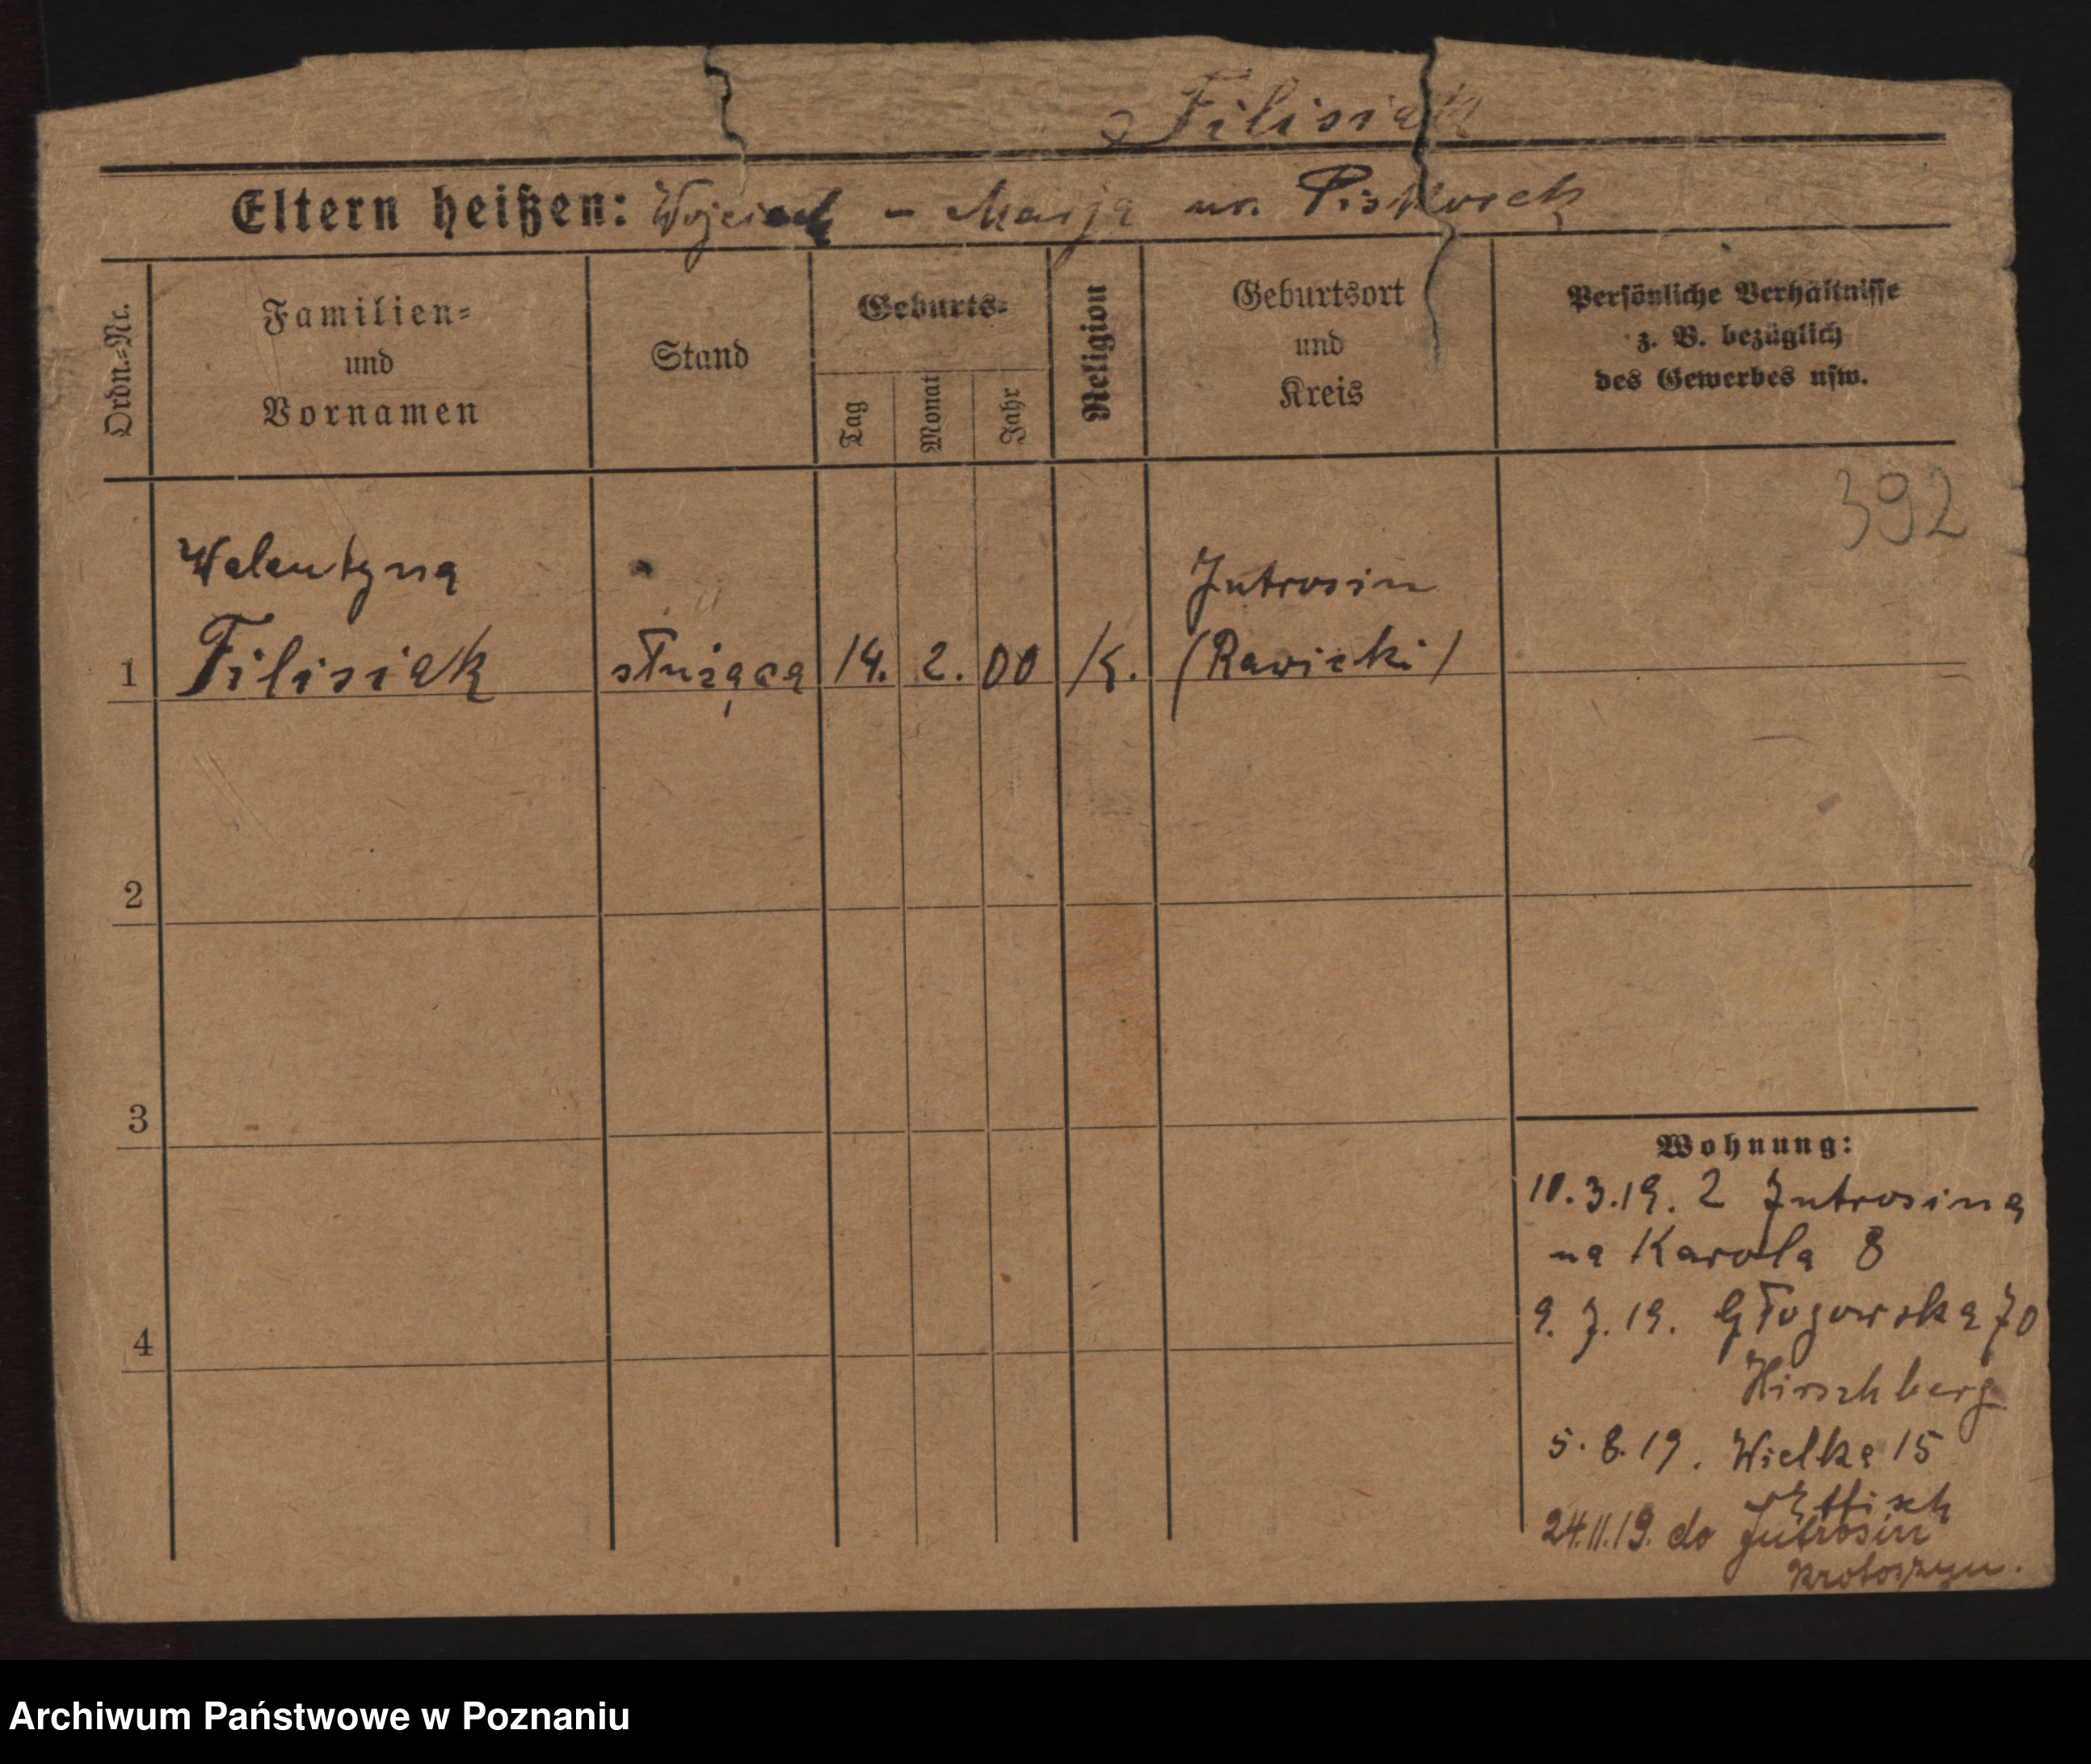 Filisiak
Eltern heißen: Wojciech - Marja ur. Piskorek
Ordn.-Nr.
Familien-
und
Vornamen
Stand
Geburts-
Tag
Monat
Jahr
Religion
Geburtsort
und
Kreis
Persönliche Verhältnisse
z. B. bezüglich
des Gewerbes usw.
392
Walentyna
Jutrosin
1 Filisiak służąca 14. 2. 00 K. (Rawicki)
2
3
Wohnung:
10.3.19. z Jutrosina
na Karola 8
9. 7. 19. Głogowska 70
4
Hirschberg
5. 8. 19. Wielka 15
24.11.19. do Jutrosin
Krotoszyn.
Archiwum Państwowe w Poznaniu